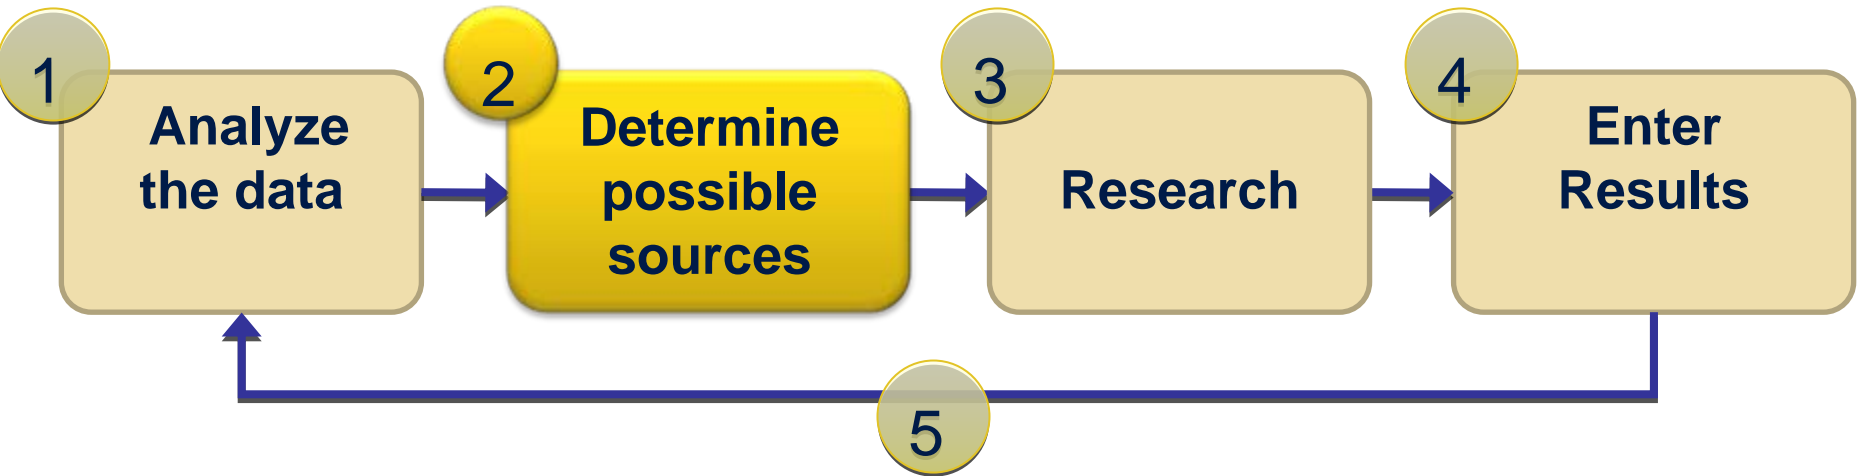 1
Analyze
the data
2
Determine
possible
sources
3
Research
4
Enter
Results
5